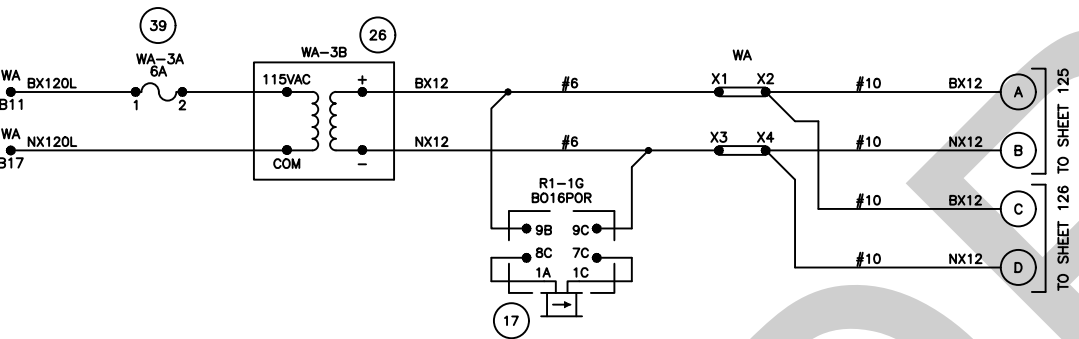 39
WA-3A
6A
WA
BX120L
B11
1
2
WA
NX120L
B17
WA-3B
26
115VAC
COM
+
-
BX12
NX12
#6
#6
R1-1G
BO16POR
9B
9C
8C
7C
1A
1C
17
WA
X1
X2
X3
X4
#10
BX12
A
#10
NX12
B
#10
BX12
C
#10
NX12
D
TO SHEET 125
TO SHEET 126